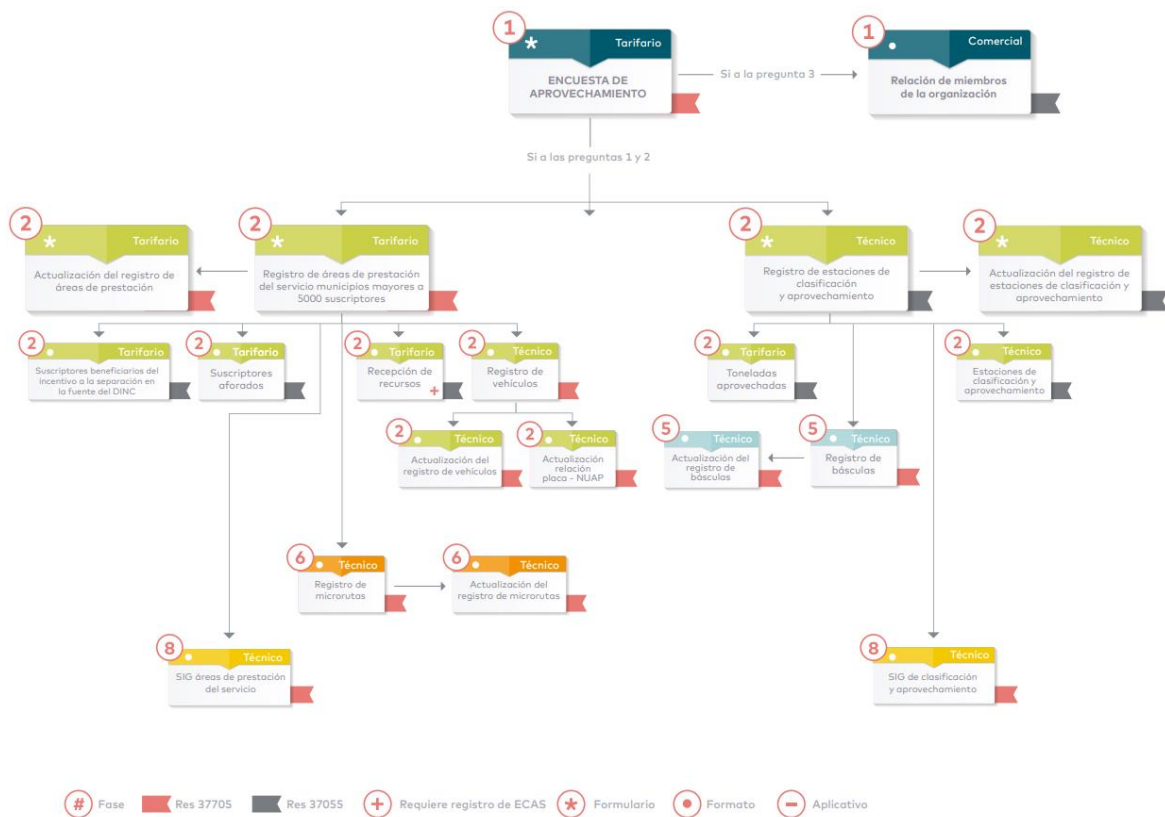 1
* Tarifario
ENCUESTA DE
APROVECHAMIENTO
Si a la pregunta 3
1
Comercial
Relación de miembros
de la organización
Si a las preguntas 1 y 2
2
* Tarifario
Actualización del registro de
áreas de prestación
2
* Tarifario
Registro de áreas de prestación
del servicio municipios mayores a
5000 suscriptores
2
* Técnico
Registro de estaciones de
clasificación
y aprovechamiento
2
* Técnico
Actualización del registro de
estaciones de clasificación y
aprovechamiento
2
Tarifario
Suscriptores beneficiarios del
incentivo a la separación en
la fuente del DINC
2
Tarifario
Suscriptores
aforados
2
Tarifario
Recepción de
recursos
+
2
Técnico
Registro de
vehículos
2
Tarifario
Toneladas
aprovechadas
2
Técnico
Estaciones de
clasificación y
aprovechamiento
2
Técnico
Actualización del
registro de vehículos
2
Técnico
Actualización
relación
placa - NUAP
5
Técnico
Actualización del
registro de
básculas
5
Técnico
Registro de
básculas
6
Técnico
Registro de
microrutas
6
Técnico
Actualización del
registro de microrutas
8
Técnico
SIG áreas de prestación
del servicio
8
Técnico
SIG de clasificación
y aprovechamiento
# Fase
Res 37705
Res 37055
+ Requiere registro de ECAS
* Formulario
Formato
− Aplicativo